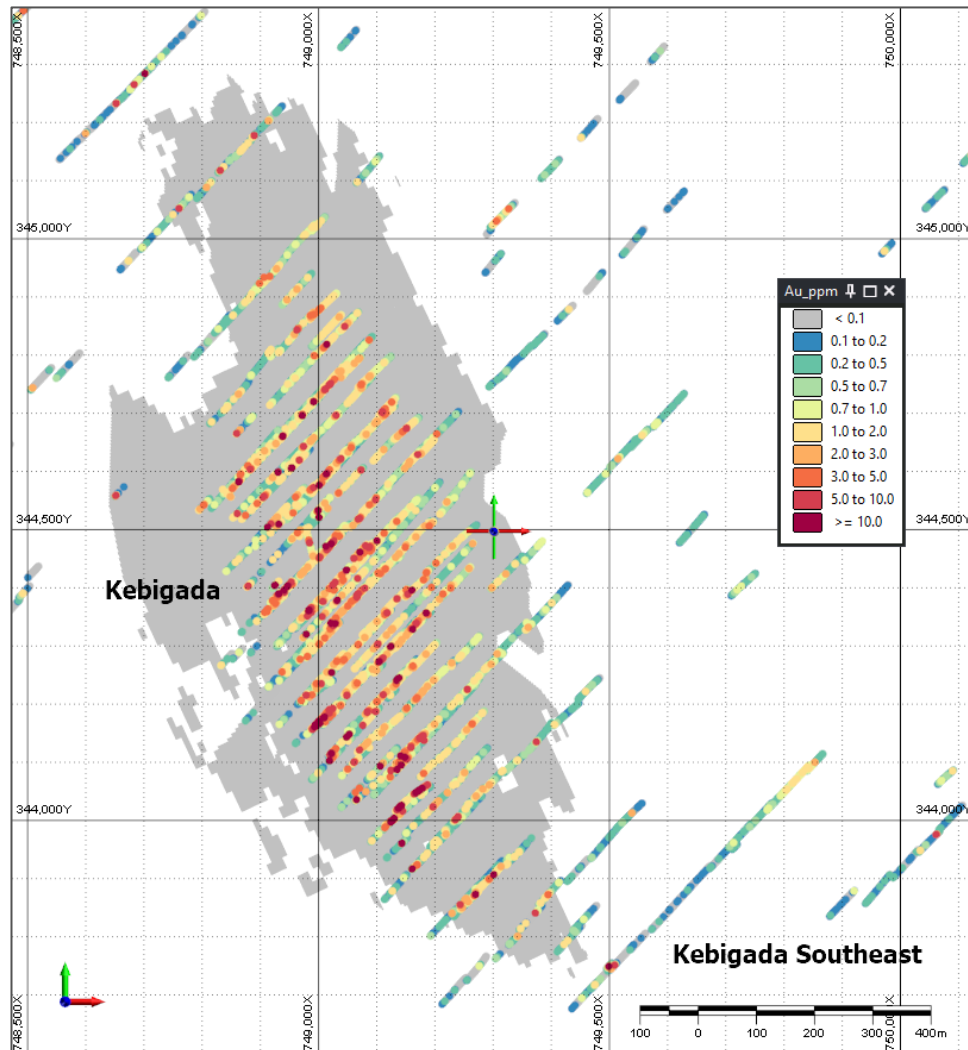 748,500X
749,000X
749,500X
750,000X
345,000Y
345,000Y
Au_ppm
< 0.1
0.1 to 0.2
0.2 to 0.5
0.5 to 0.7
0.7 to 1.0
1.0 to 2.0
2.0 to 3.0
3.0 to 5.0
5.0 to 10.0
>= 10.0
344,500Y
344,500Y
Kebigada
344,000Y
344,000Y
Kebigada Southeast
100 0 100 200 300 400m
748,500X
749,000X
749,500X
750,000X